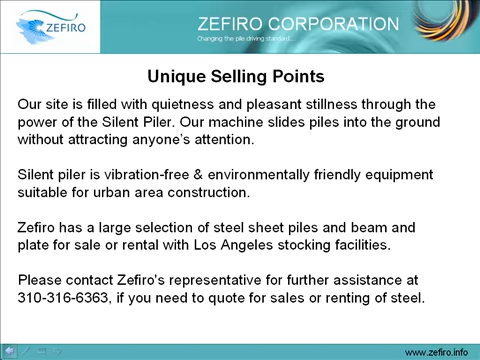 ZEFIRO
ZEFIRO CORPORATION
Changing the pile driving standard...
Unique Selling Points
Our site is filled with quietness and pleasant stillness through the
power of the Silent Piler. Our machine slides piles into the ground
without attracting anyone's attention.
Silent piler is vibration-free & environmentally friendly equipment
suitable for urban area construction.
Zefiro has a large selection of steel sheet piles and beam and
plate for sale or rental with Los Angeles stocking facilities.
Please contact Zefiro's representative for further assistance at
310-316-6363, if you need to quote for sales or renting of steel.
www.zefiro.info